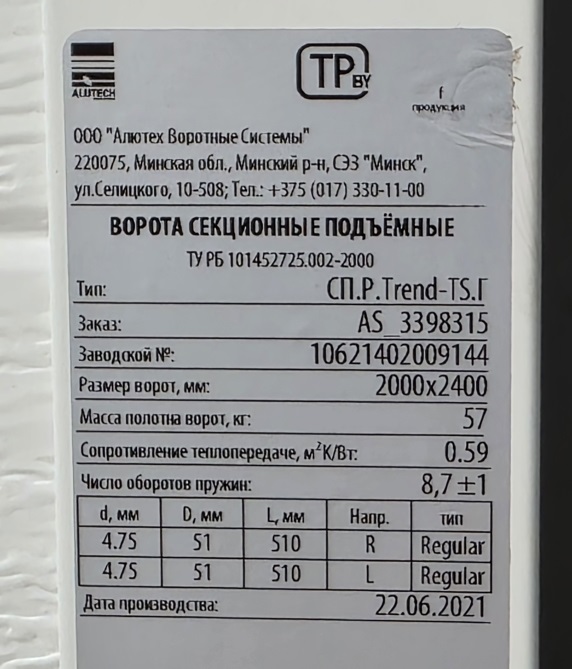 ALUTECH
TP BY
продукция
ООО "Алютех Воротные Системы"
220075, Минская обл., Минский р-н, СЭЗ "Минск",
ул.Селицкого, 10-508; Тел.: +375 (017) 330-11-00
ВОРОТА СЕКЦИОННЫЕ ПОДЪЁМНЫЕ
ТУ РБ 101452725.002-2000
Тип: СП.Р.Trend-TS.Г
Заказ: AS_3398315
Заводской №: 10621402009144
Размер ворот, мм: 2000x2400
Масса полотна ворот, кг: 57
Сопротивление теплопередаче, м²К/Вт: 0.59
Число оборотов пружин: 8,7±1
d, мм D, мм L, мм Напр. тип
4.75 51 510 R Regular
4.75 51 510 L Regular
Дата производства: 22.06.2021